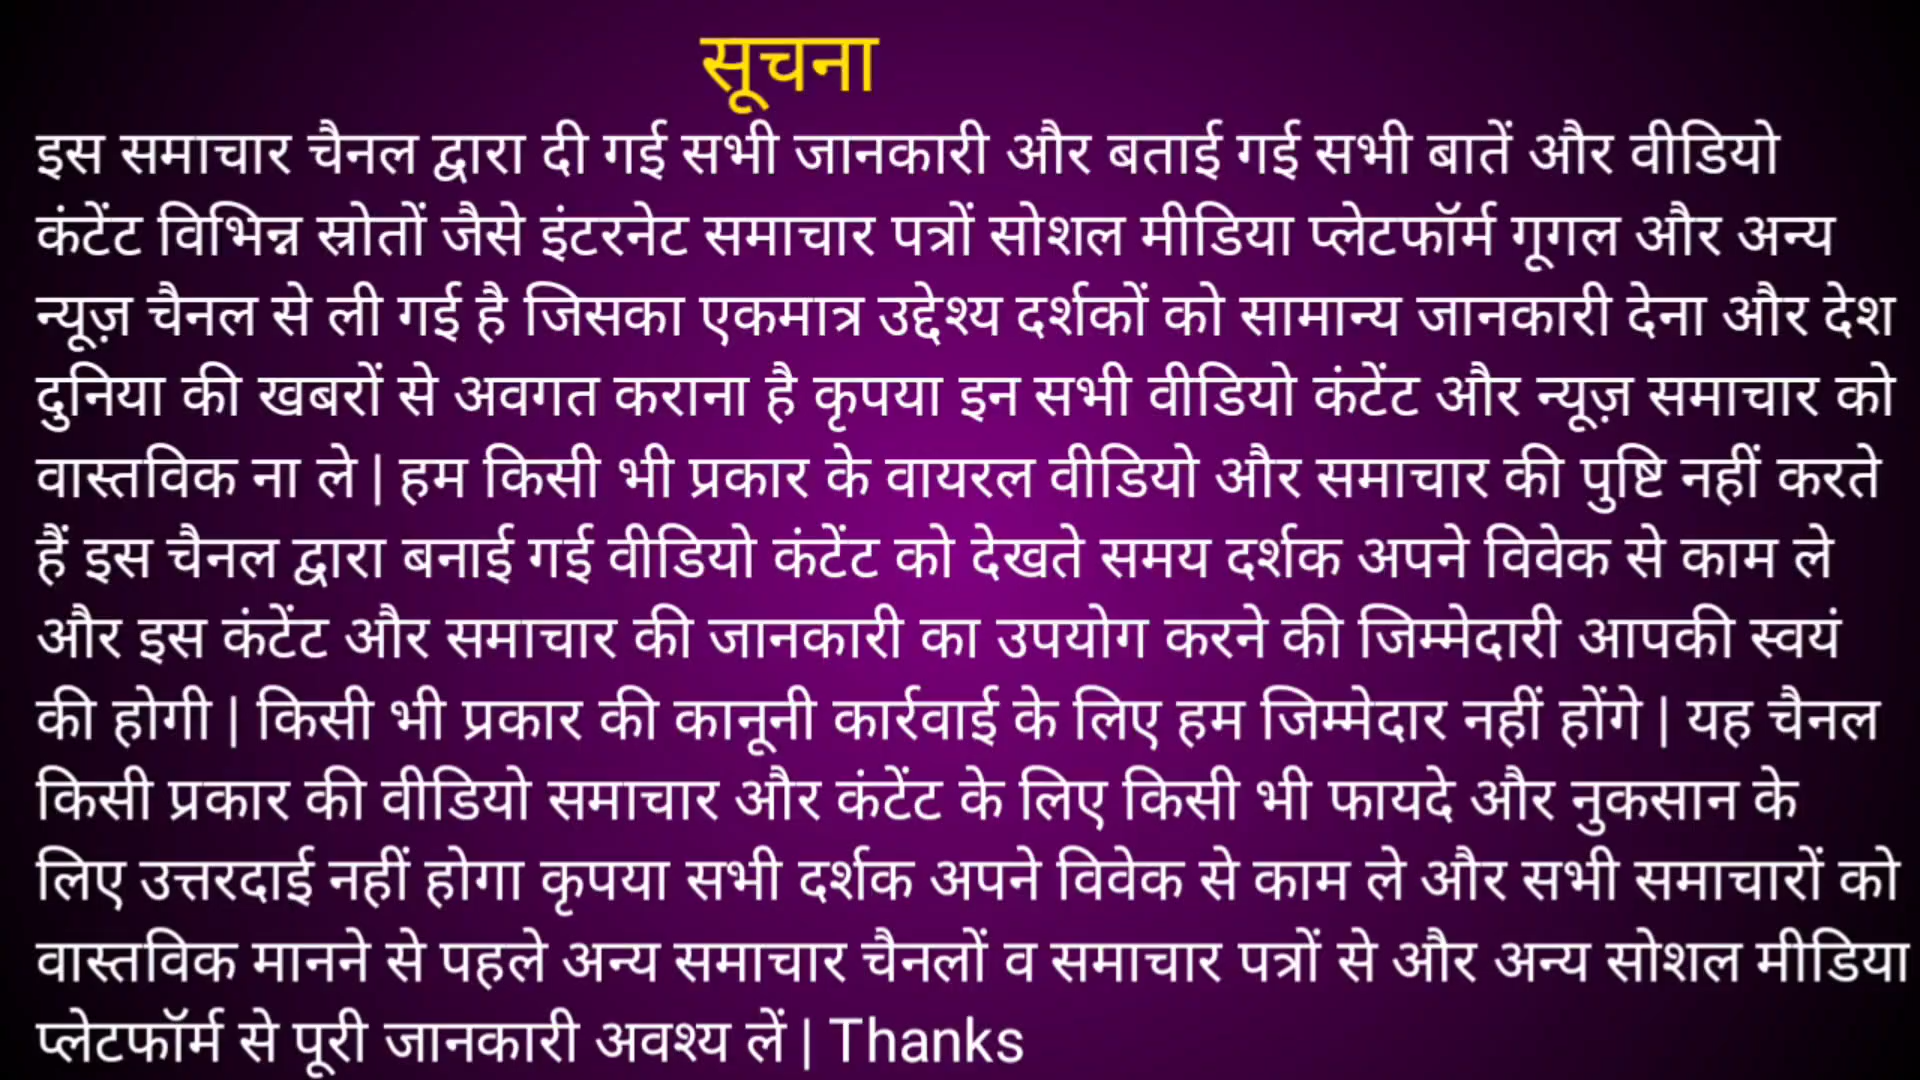 सूचना
इस समाचार चैनल द्वारा दी गई सभी जानकारी और बताई गई सभी बातें और वीडियो
कंटेंट विभिन्न स्रोतों जैसे इंटरनेट समाचार पत्रों सोशल मीडिया प्लेटफॉर्म गूगल और अन्य
न्यूज़ चैनल से ली गई है जिसका एकमात्र उद्देश्य दर्शकों को सामान्य जानकारी देना और देश
दुनिया की खबरों से अवगत कराना है कृपया इन सभी वीडियो कंटेंट और न्यूज़ समाचार को
वास्तविक ना ले | हम किसी भी प्रकार के वायरल वीडियो और समाचार की पुष्टि नहीं करते
हैं इस चैनल द्वारा बनाई गई वीडियो कंटेंट को देखते समय दर्शक अपने विवेक से काम ले
और इस कंटेंट और समाचार की जानकारी का उपयोग करने की जिम्मेदारी आपकी स्वयं
की होगी | किसी भी प्रकार की कानूनी कार्रवाई के लिए हम जिम्मेदार नहीं होंगे | यह चैनल
किसी प्रकार की वीडियो समाचार और कंटेंट के लिए किसी भी फायदे और नुकसान के
लिए उत्तरदाई नहीं होगा कृपया सभी दर्शक अपने विवेक से काम ले और सभी समाचारों को
वास्तविक मानने से पहले अन्य समाचार चैनलों व समाचार पत्रों से और अन्य सोशल मीडिया
प्लेटफॉर्म से पूरी जानकारी अवश्य लें | Thanks